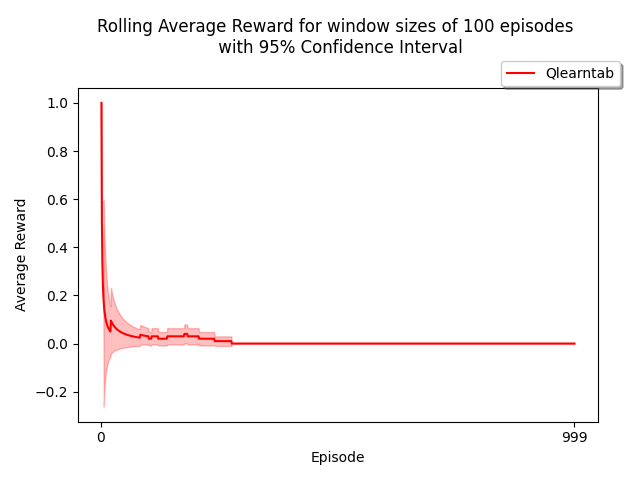 Rolling Average Reward for window sizes of 100 episodes
with 95% Confidence Interval
Qlearntab
1.0
0.8
0.6
0.4
0.2
0.0
−0.2
Average Reward
0
999
Episode